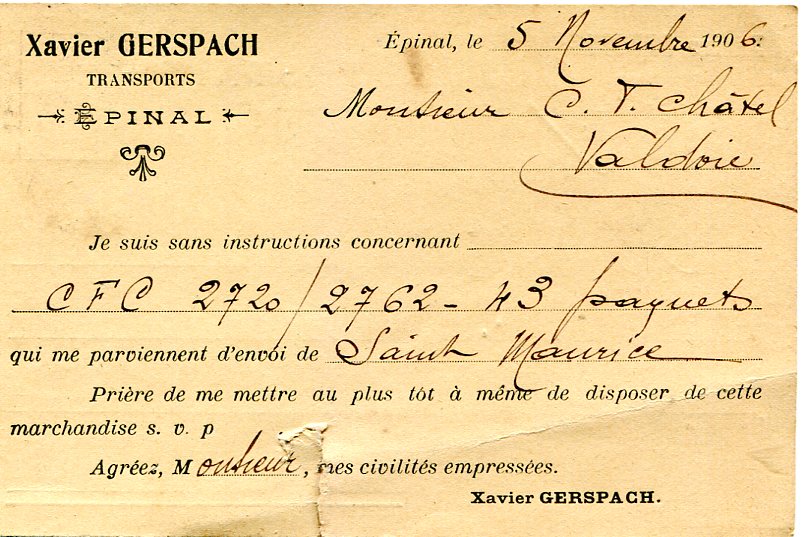 Xavier GERSPACH
TRANSPORTS
ÉPINAL
Épinal, le 5 Novembre 1906.
Monsieur C. T. Châtel
Valdoie
Je suis sans instructions concernant
CFC 2720/2762 - 43 paquets
qui me parviennent d'envoi de Saint Maurice
Prière de me mettre au plus tôt à même de disposer de cette
marchandise s. v. p
Agréez, Monsieur, mes civilités empressées.
Xavier GERSPACH.